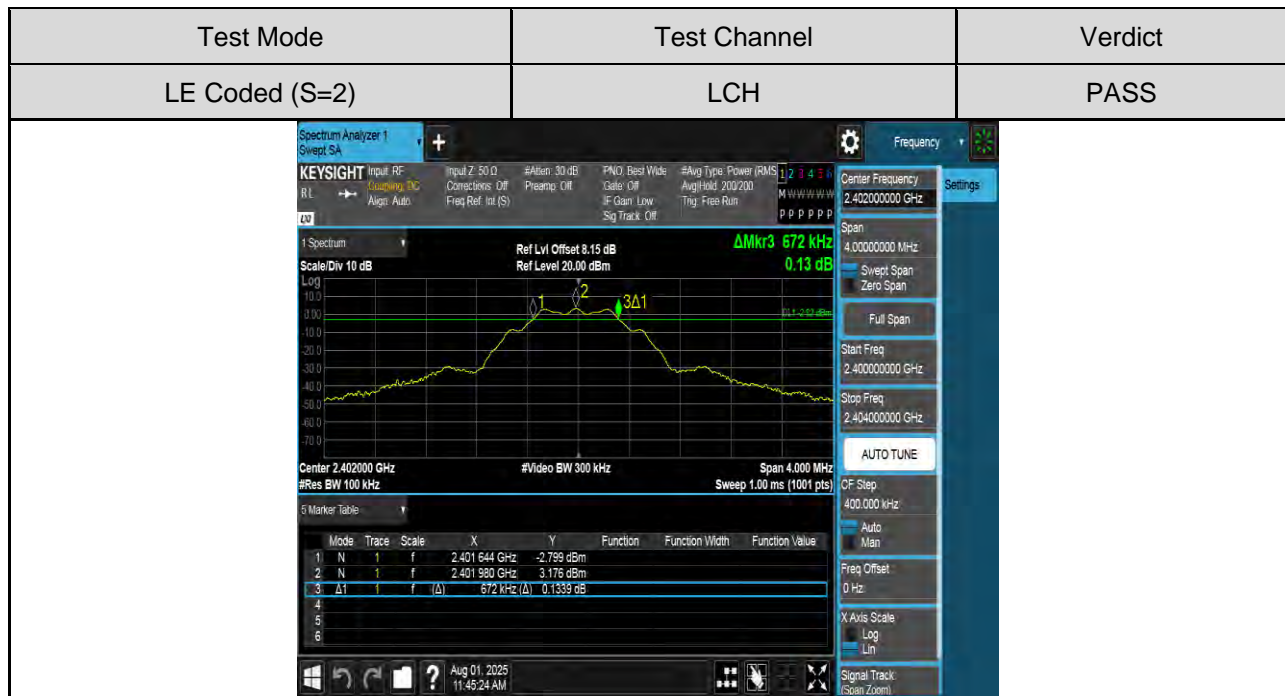 Test Mode
Test Channel
Verdict
LE Coded (S=2)
LCH
PASS
Spectrum Analyzer 1
Swept SA
+
Frequency
KEYSIGHT
Input: RF
Coupling: DC
Align: Auto
Input Z: 50 Ω
Corrections: Off
Freq Ref: Int (S)
#Atten: 30 dB
Preamp: Off
PNO: Best Wide
Gate: Off
IF Gain: Low
Sig Track: Off
#Avg Type: Power (RMS
Avg|Hold: 200/200
Trig: Free Run
1 2 3 4 5 6
M W W W W W
P P P P P P
R L
LXI
Center Frequency
2.402000000 GHz
Settings
1 Spectrum
Ref Lvl Offset 8.15 dB
ΔMkr3 672 kHz
Scale/Div 10 dB
Ref Level 20.00 dBm
0.13 dB
Log
10.0
0.00
-10.0
-20.0
-30.0
-40.0
-50.0
-60.0
-70.0
1
2
3Δ1
Span
4.00000000 MHz
Swept Span
Zero Span
Full Span
Start Freq
2.400000000 GHz
Stop Freq
2.404000000 GHz
AUTO TUNE
Center 2.402000 GHz
#Video BW 300 kHz
Span 4.000 MHz
#Res BW 100 kHz
Sweep 1.00 ms (1001 pts)
CF Step
400.000 kHz
Auto
Man
5 Marker Table
Mode Trace Scale X Y Function Function Width Function Value
1 N 1 f 2.401 644 GHz -2.799 dBm
2 N 1 f 2.401 980 GHz 3.176 dBm
3 Δ1 1 f (Δ) 672 kHz (Δ) 0.1339 dB
4
5
6
Freq Offset
0 Hz
X Axis Scale
Log
Lin
Signal Track
(Span Zoom)
?
Aug 01, 2025
11:45:24 AM